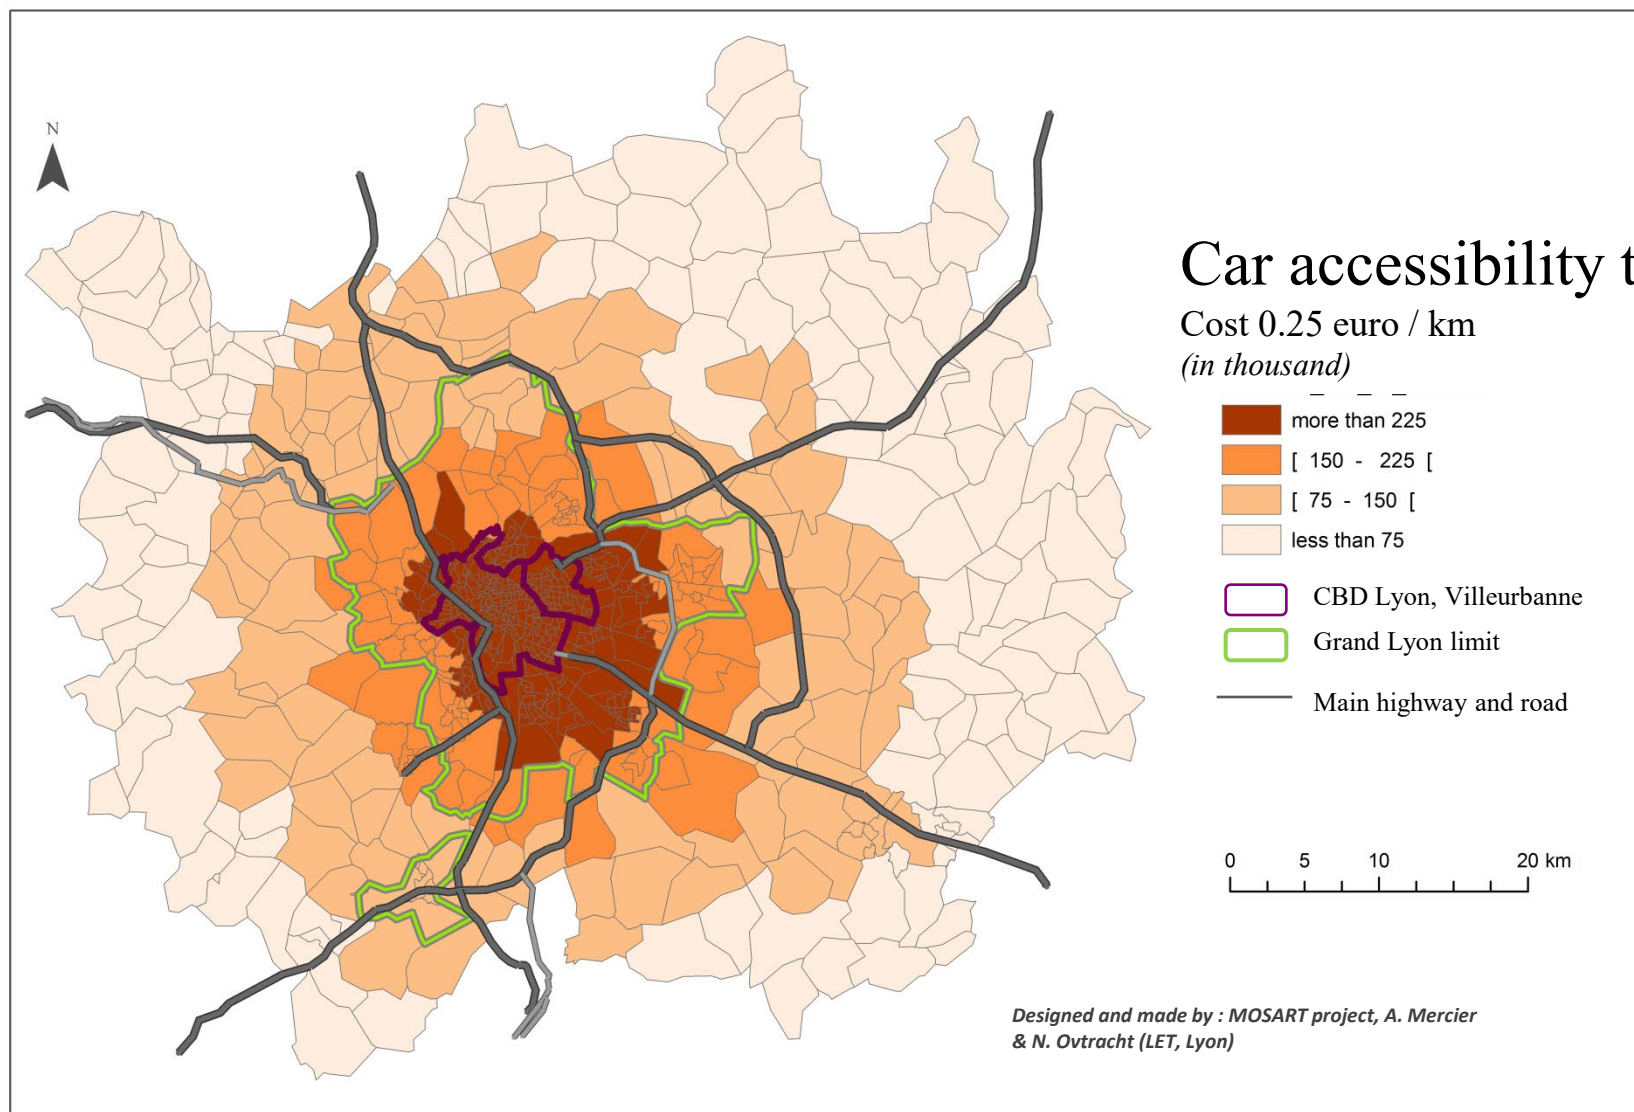 N
Car accessibility t
Cost 0.25 euro / km
(in thousand)
more than 225
[ 150 - 225 [
[ 75 - 150 [
less than 75
CBD Lyon, Villeurbanne
Grand Lyon limit
Main highway and road
0 5 10 20 km
Designed and made by : MOSART project, A. Mercier
& N. Ovtracht (LET, Lyon)